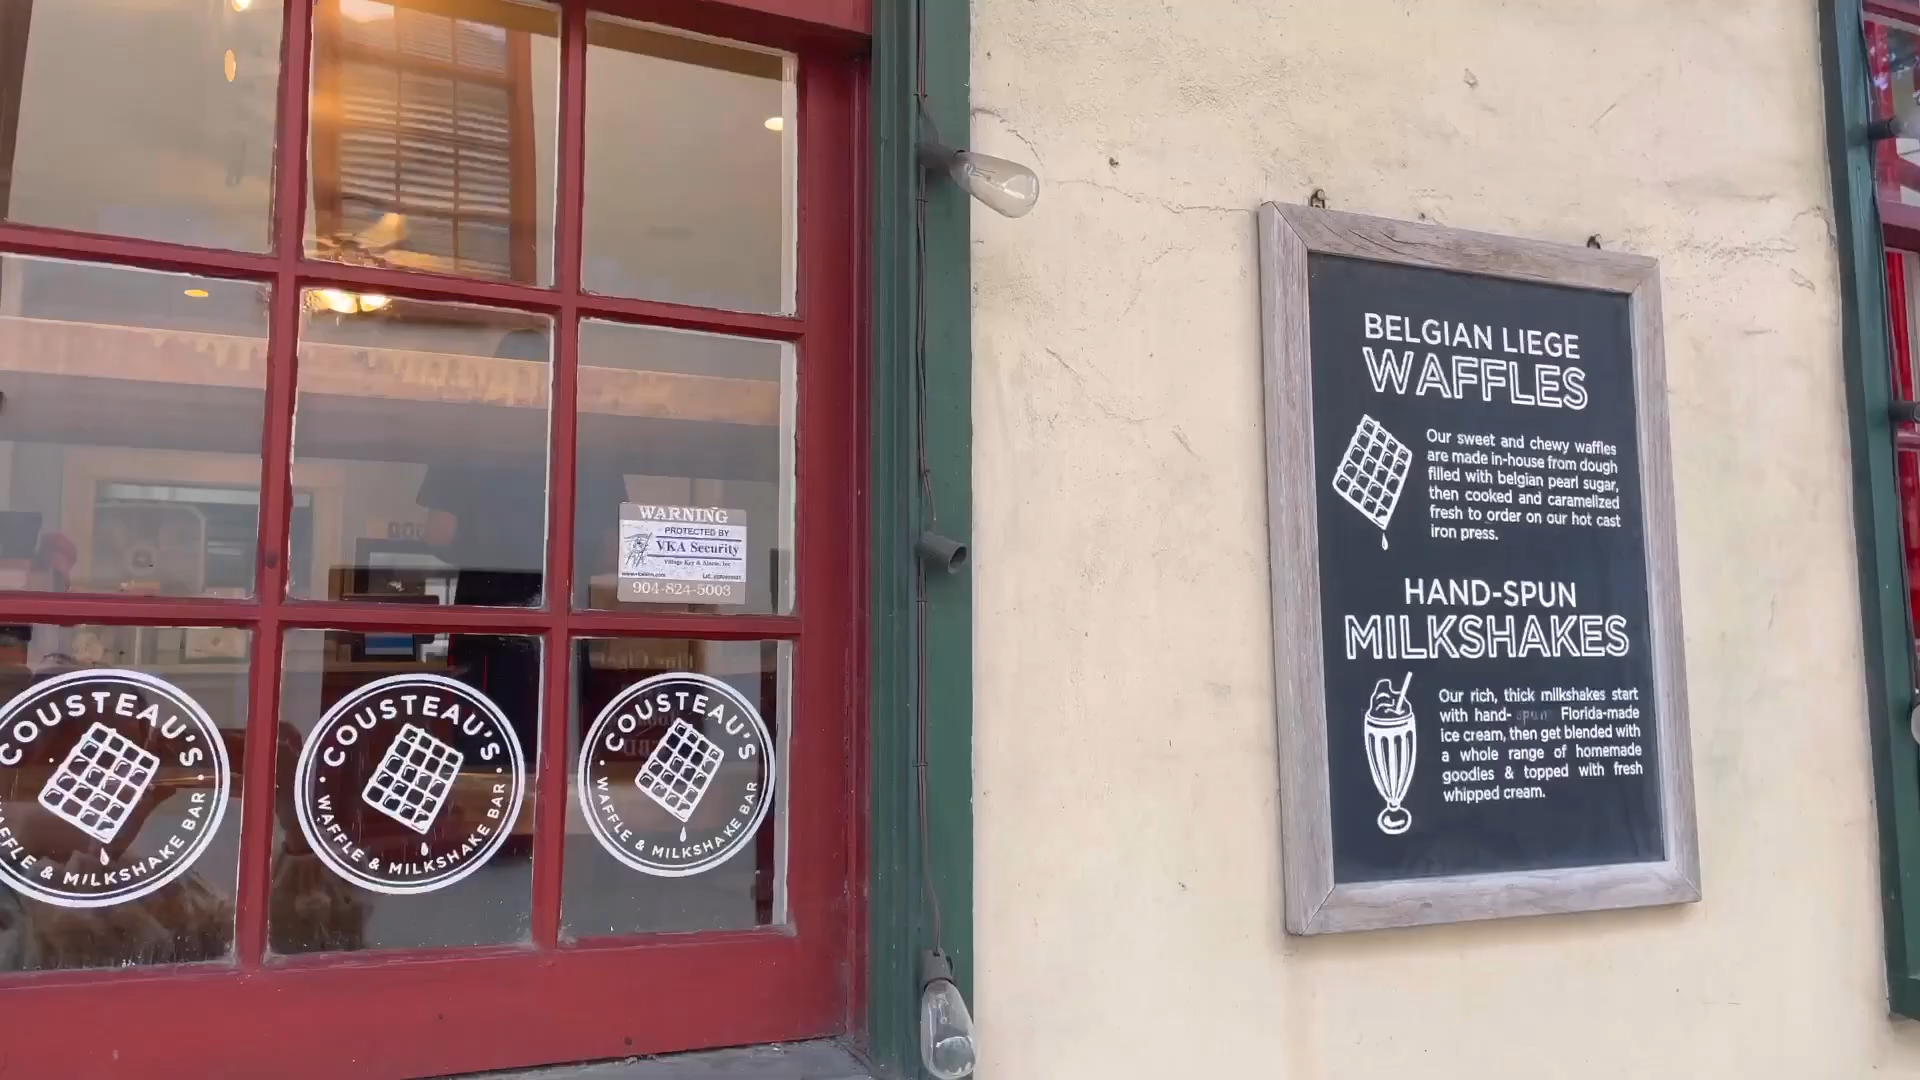 WARNING
PROTECTED BY
VKA Security
Village Key & Alarm, Inc
904-824-5003
COUSTEAU'S
WAFFLE & MILKSHAKE BAR
COUSTEAU'S
WAFFLE & MILKSHAKE BAR
COUSTEAU'S
WAFFLE & MILKSHAKE BAR
BELGIAN LIEGE
WAFFLES
Our sweet and chewy waffles
are made in-house from dough
filled with belgian pearl sugar,
then cooked and caramelized
fresh to order on our hot cast
iron press.
HAND-SPUN
MILKSHAKES
Our rich, thick milkshakes start
with hand-spun Florida-made
ice cream, then get blended with
a whole range of homemade
goodies & topped with fresh
whipped cream.